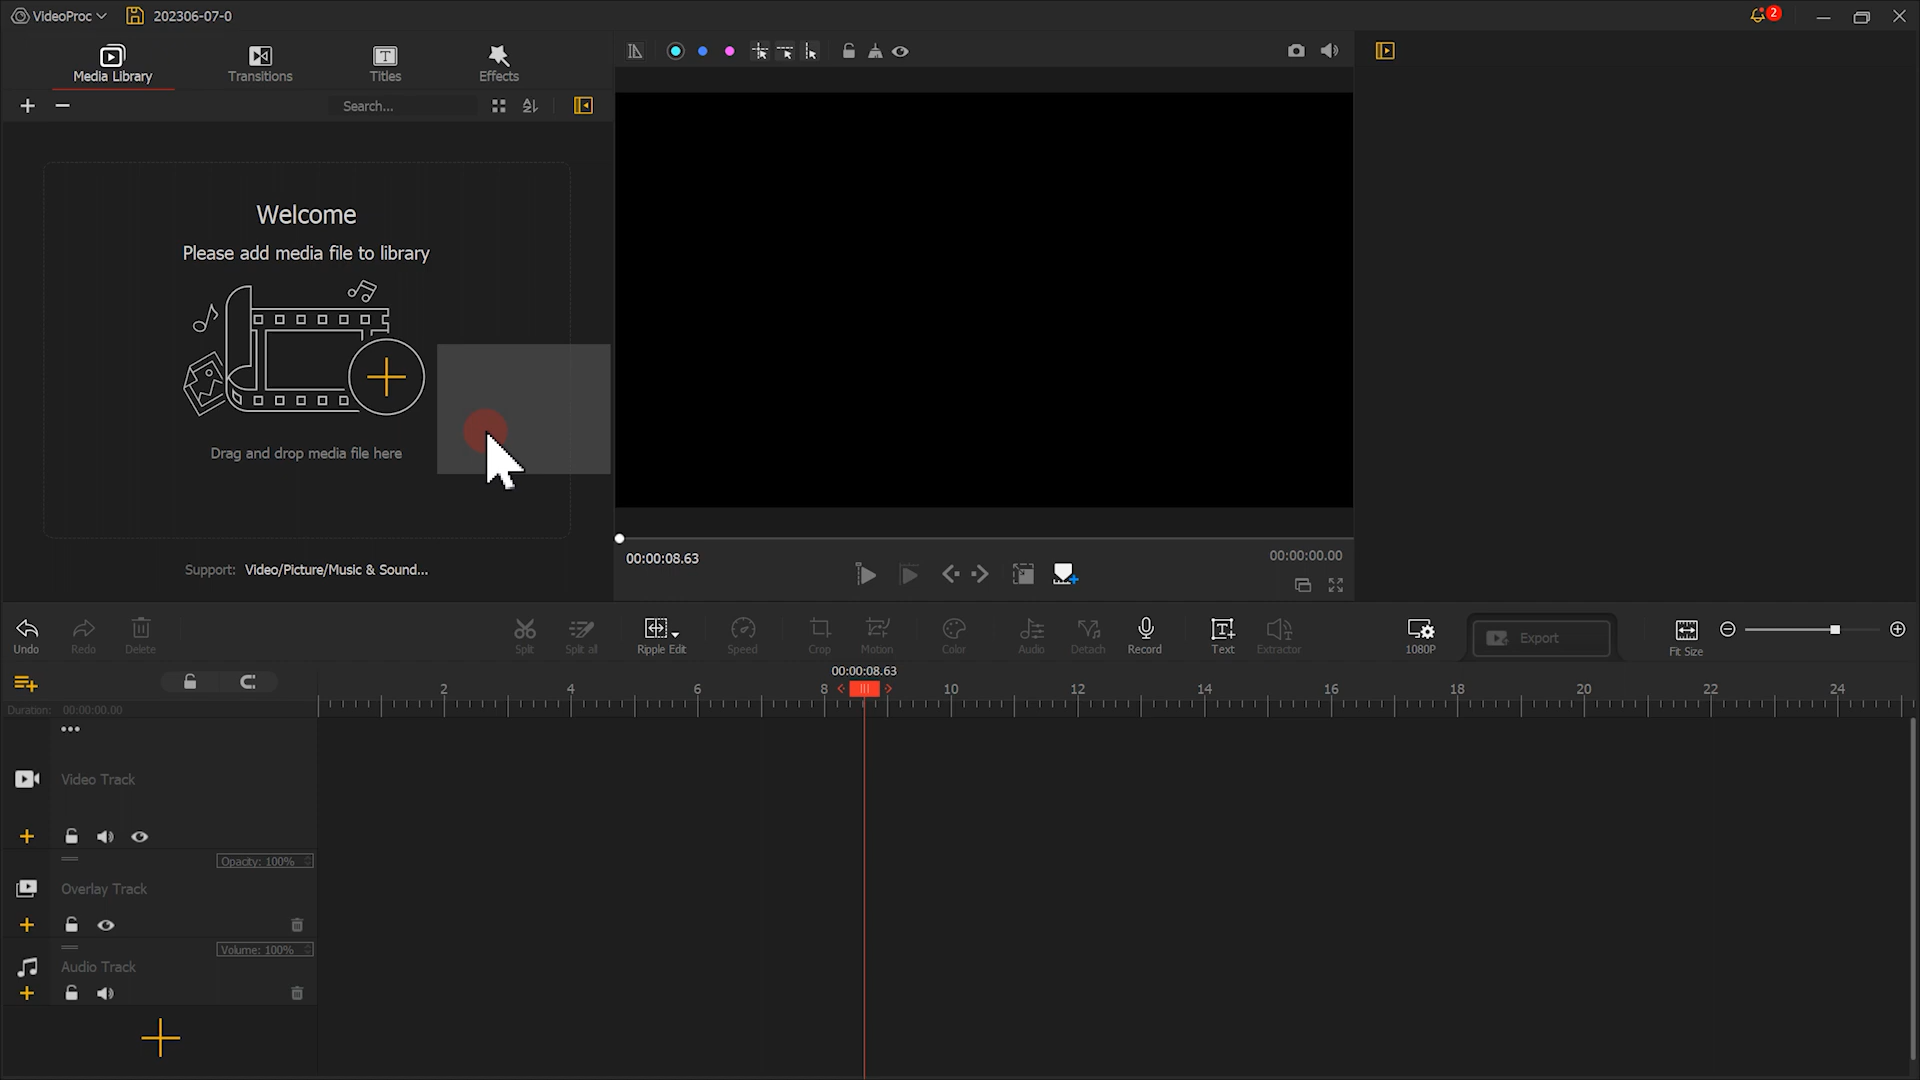 VideoProc
202306-07-0
2
Media Library
Transitions
Titles
Effects
Search...
Welcome
Please add media file to library
Drag and drop media file here
Support: Video/Picture/Music & Sound...
00:00:08.63
00:00:00.00
Undo
Redo
Delete
Split
Split all
Ripple Edit
Speed
Crop
Motion
Color
Audio
Detach
Record
Text
Extractor
1080P
Export
Fit Size
00:00:08.63
2 4 6 8 10 12 14 16 18 20 22 24
Duration: 00:00:00.00
Video Track
Opacity: 100%
Overlay Track
Volume: 100%
Audio Track